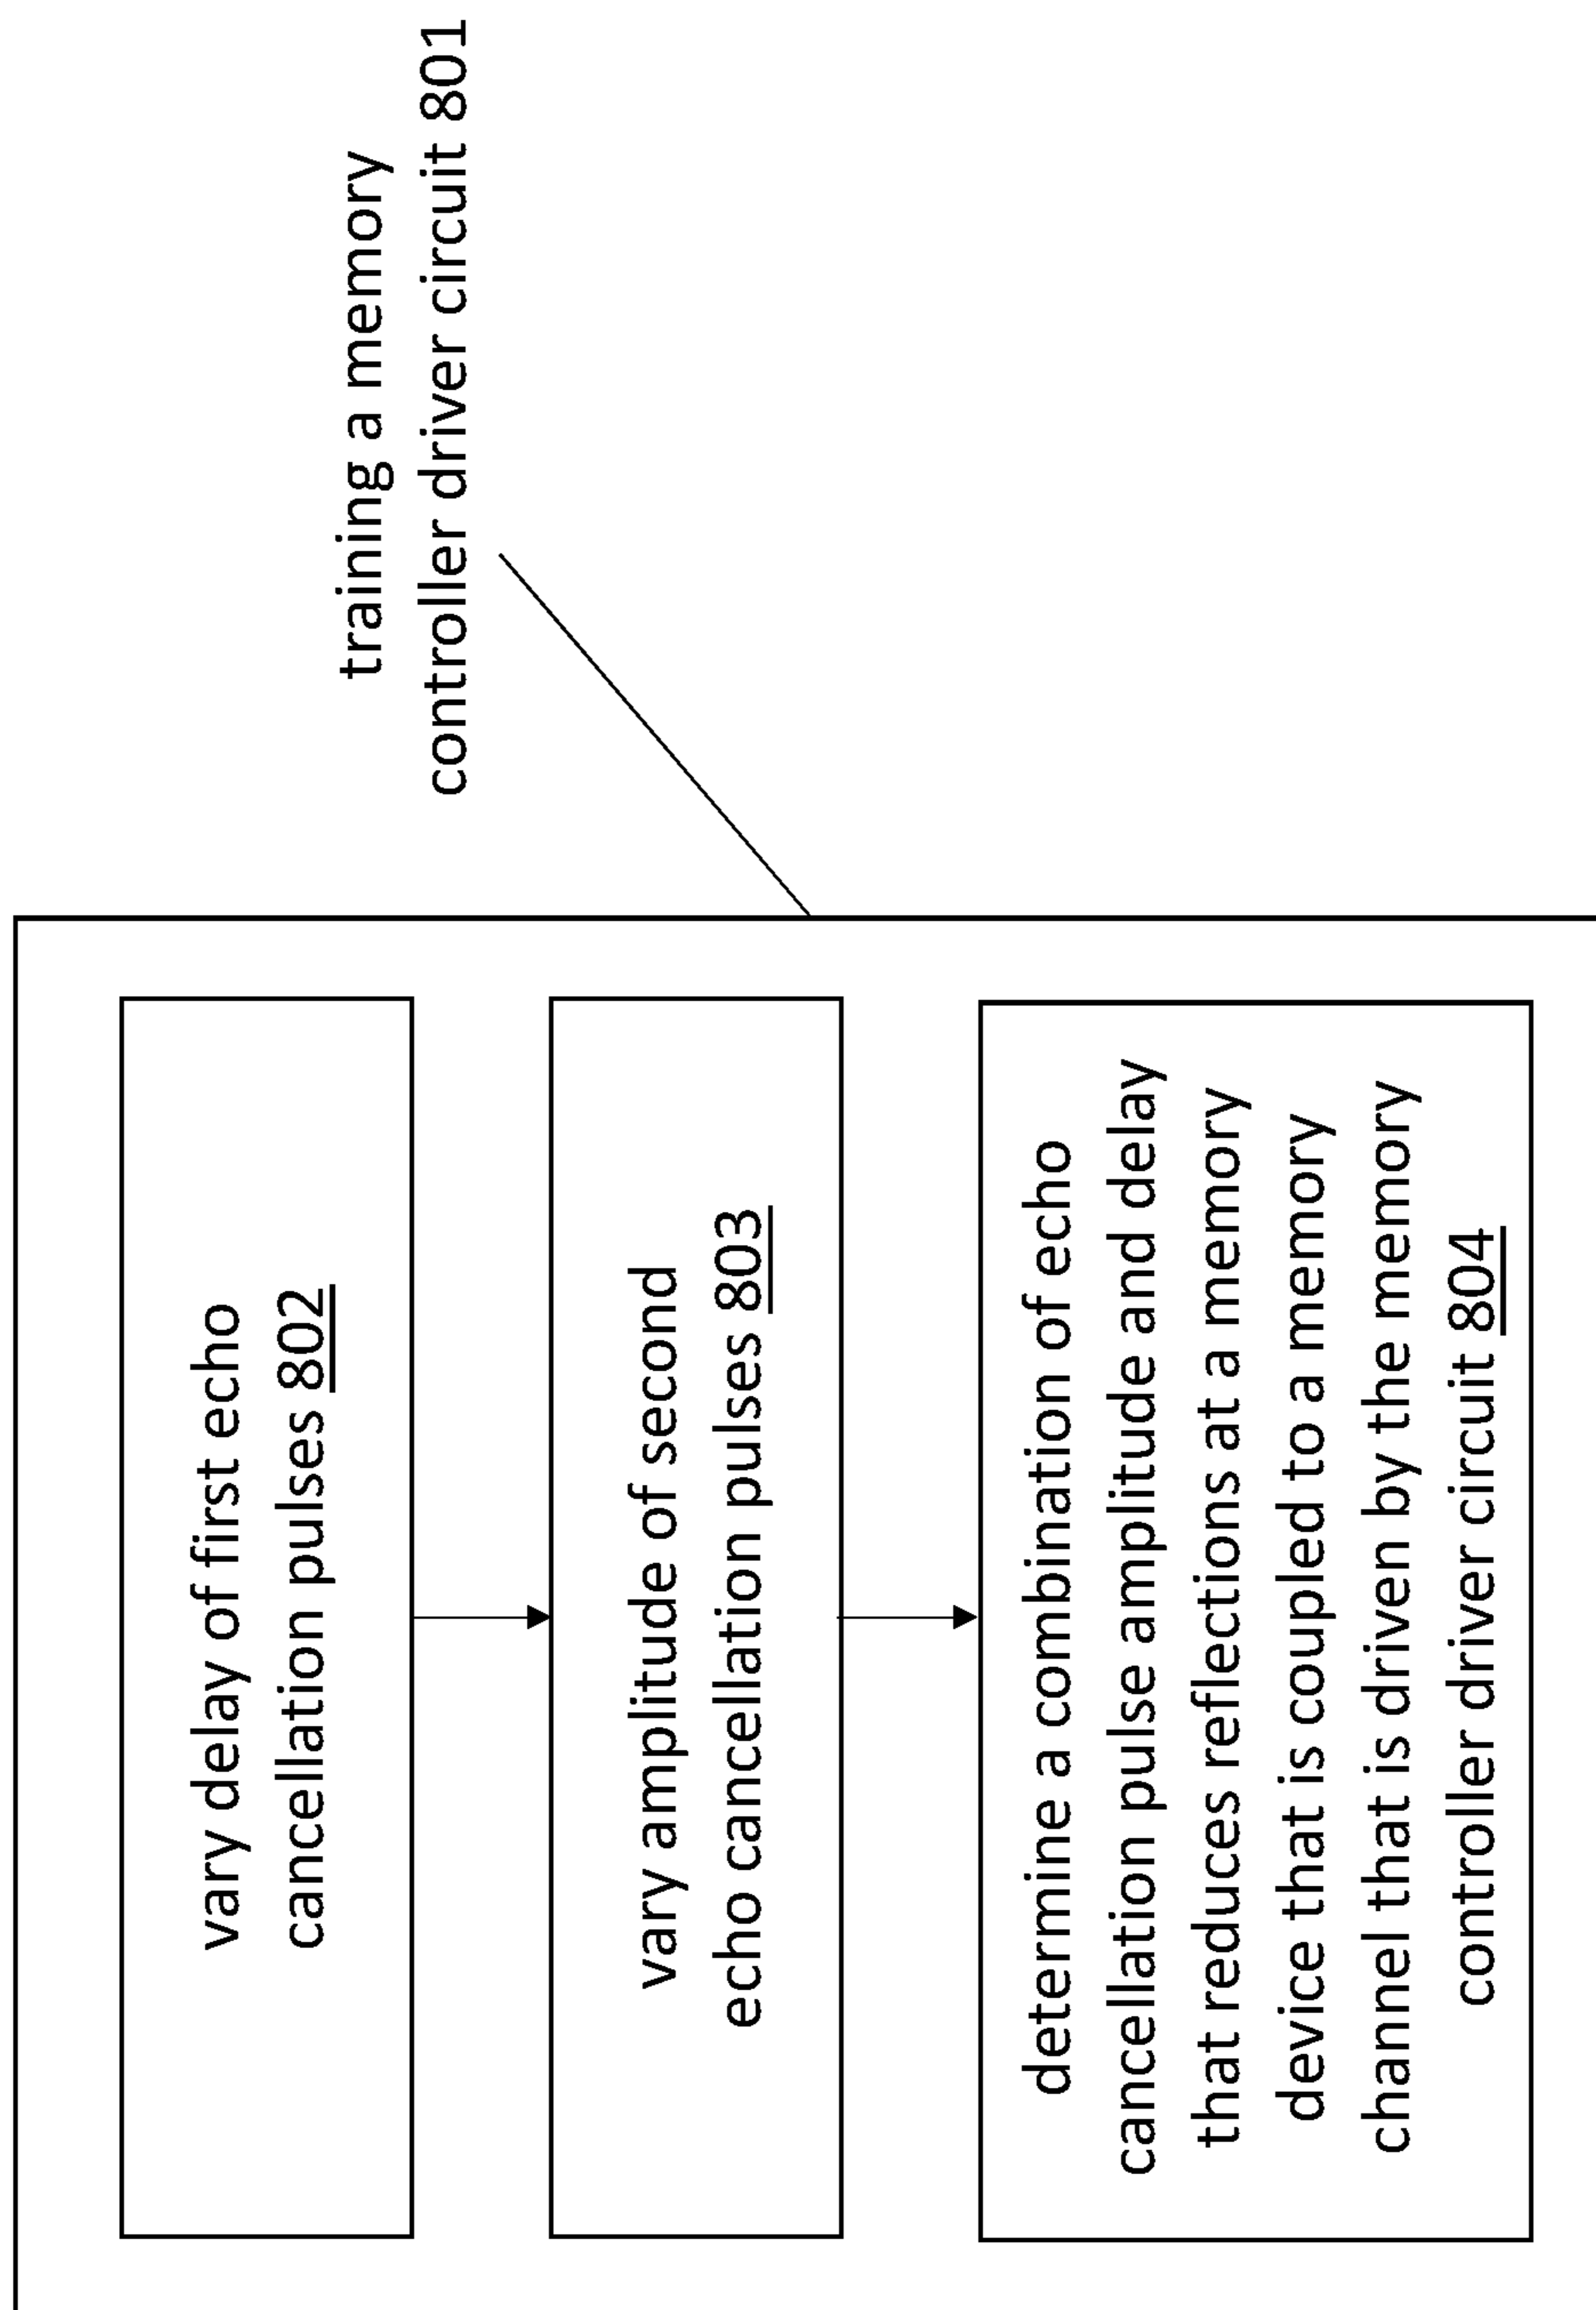 training a memory
controller driver circuit 801
vary delay of first echo
cancellation pulses 802
vary amplitude of second
echo cancellation pulses 803
determine a combination of echo
cancellation pulse amplitude and delay
that reduces reflections at a memory
device that is coupled to a memory
channel that is driven by the memory
controller driver circuit 804